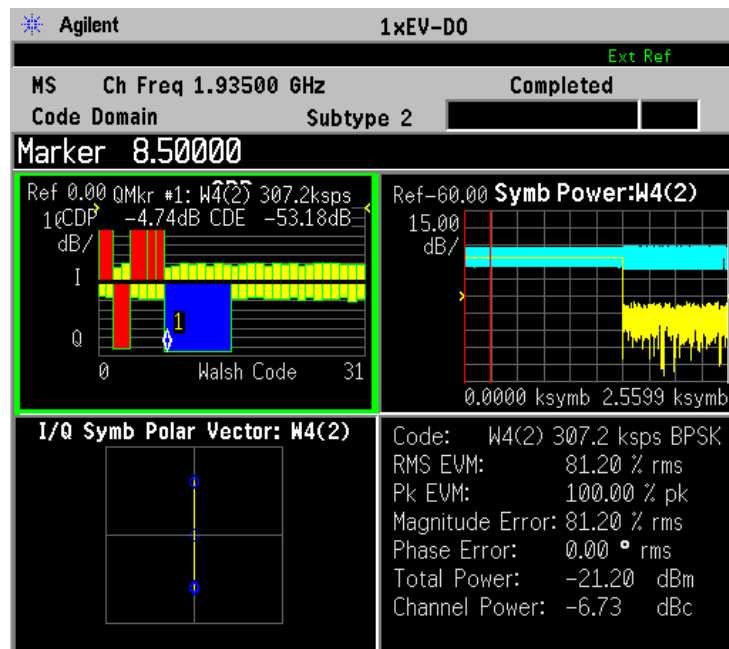 Agilent 1xEV-DO
Ext Ref
MS Ch Freq 1.93500 GHz Completed
Code Domain Subtype 2
Marker 8.50000
Ref 0.00 QMkr #1: W4(2) 307.2ksps
10 CDP -4.74dB CDE -53.18dB
dB/
I
1
Q
0 Walsh Code 31
Ref-60.00 Symb Power:W4(2)
15.00
dB/
0.0000 ksymb 2.5599 ksymb
I/Q Symb Polar Vector: W4(2)
Code: W4(2) 307.2 ksps BPSK
RMS EVM: 81.20 % rms
Pk EVM: 100.00 % pk
Magnitude Error: 81.20 % rms
Phase Error: 0.00 ° rms
Total Power: -21.20 dBm
Channel Power: -6.73 dBc